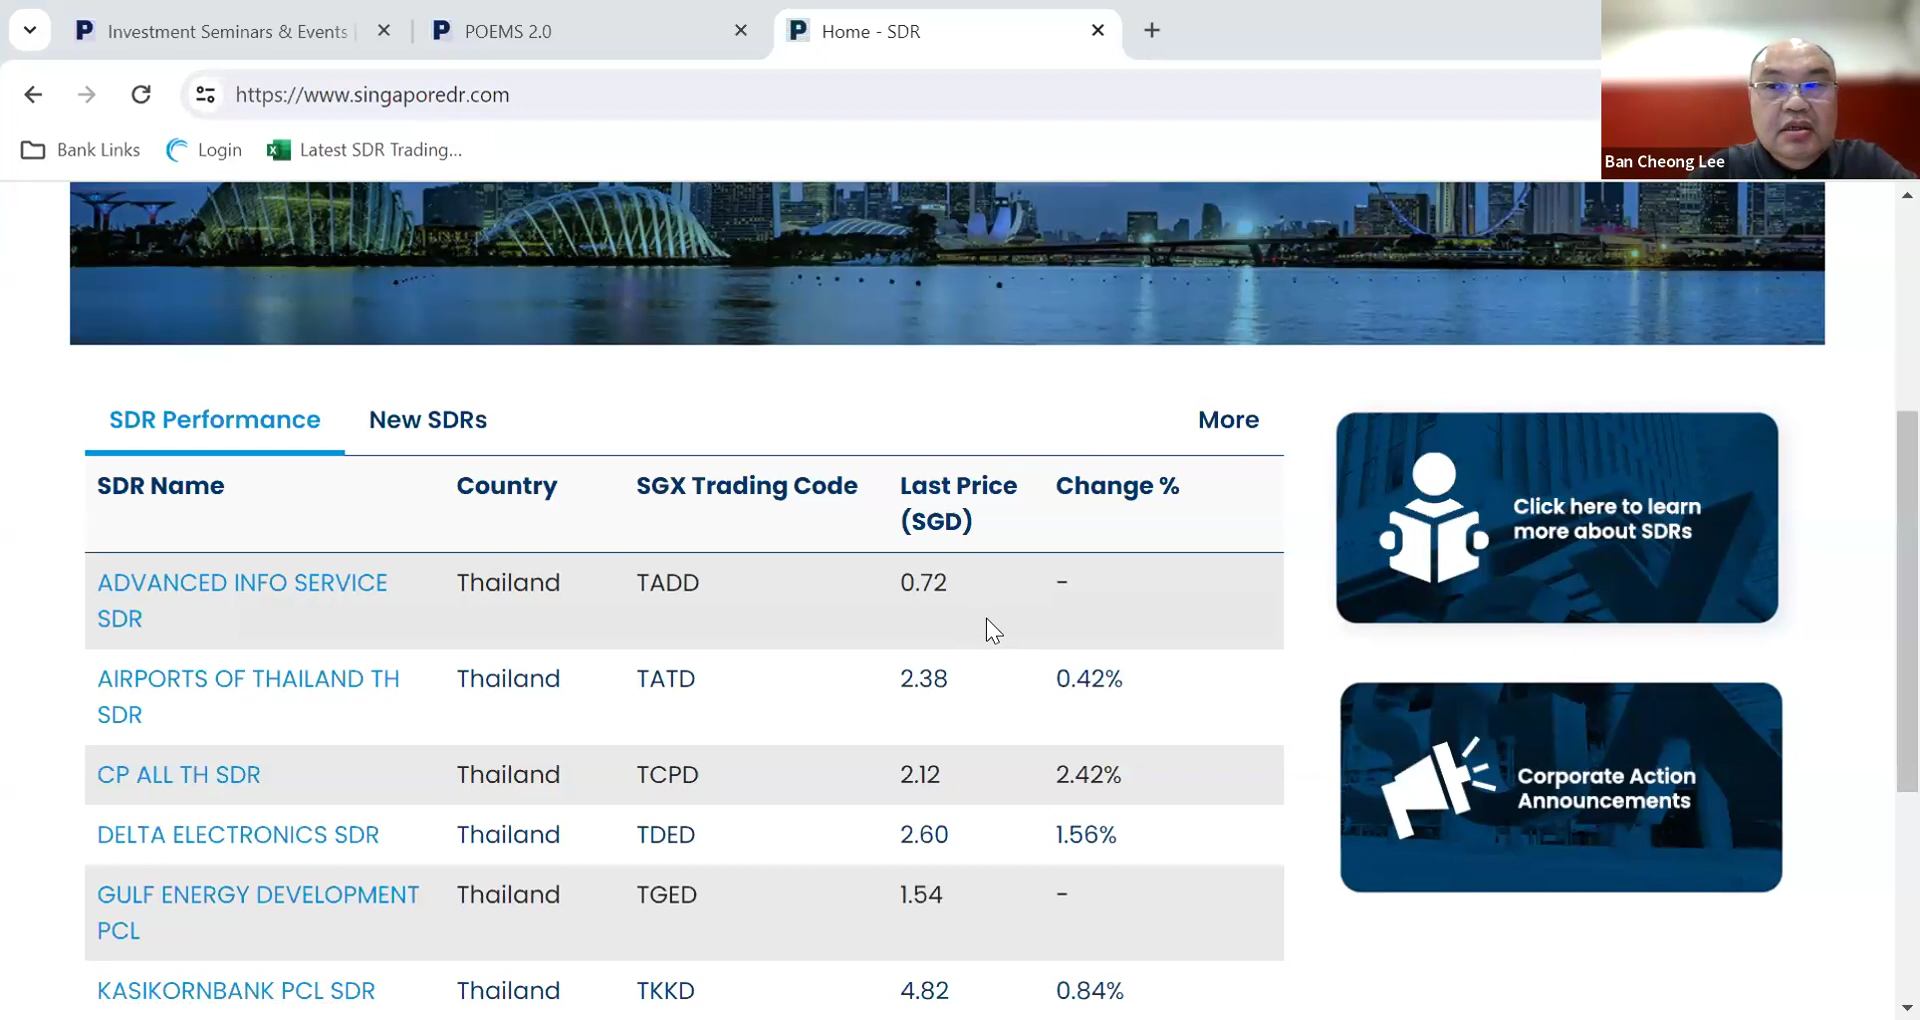 Investment Seminars & Events
POEMS 2.0
Home - SDR
https://www.singaporedr.com
Bank Links
Login
Latest SDR Trading...
Ban Cheong Lee
SDR Performance
New SDRs
More
SDR Name Country SGX Trading Code Last Price (SGD) Change %
ADVANCED INFO SERVICE SDR Thailand TADD 0.72 -
AIRPORTS OF THAILAND TH SDR Thailand TATD 2.38 0.42%
CP ALL TH SDR Thailand TCPD 2.12 2.42%
DELTA ELECTRONICS SDR Thailand TDED 2.60 1.56%
GULF ENERGY DEVELOPMENT PCL Thailand TGED 1.54 -
KASIKORNBANK PCL SDR Thailand TKKD 4.82 0.84%
Click here to learn
more about SDRs
Corporate Action
Announcements